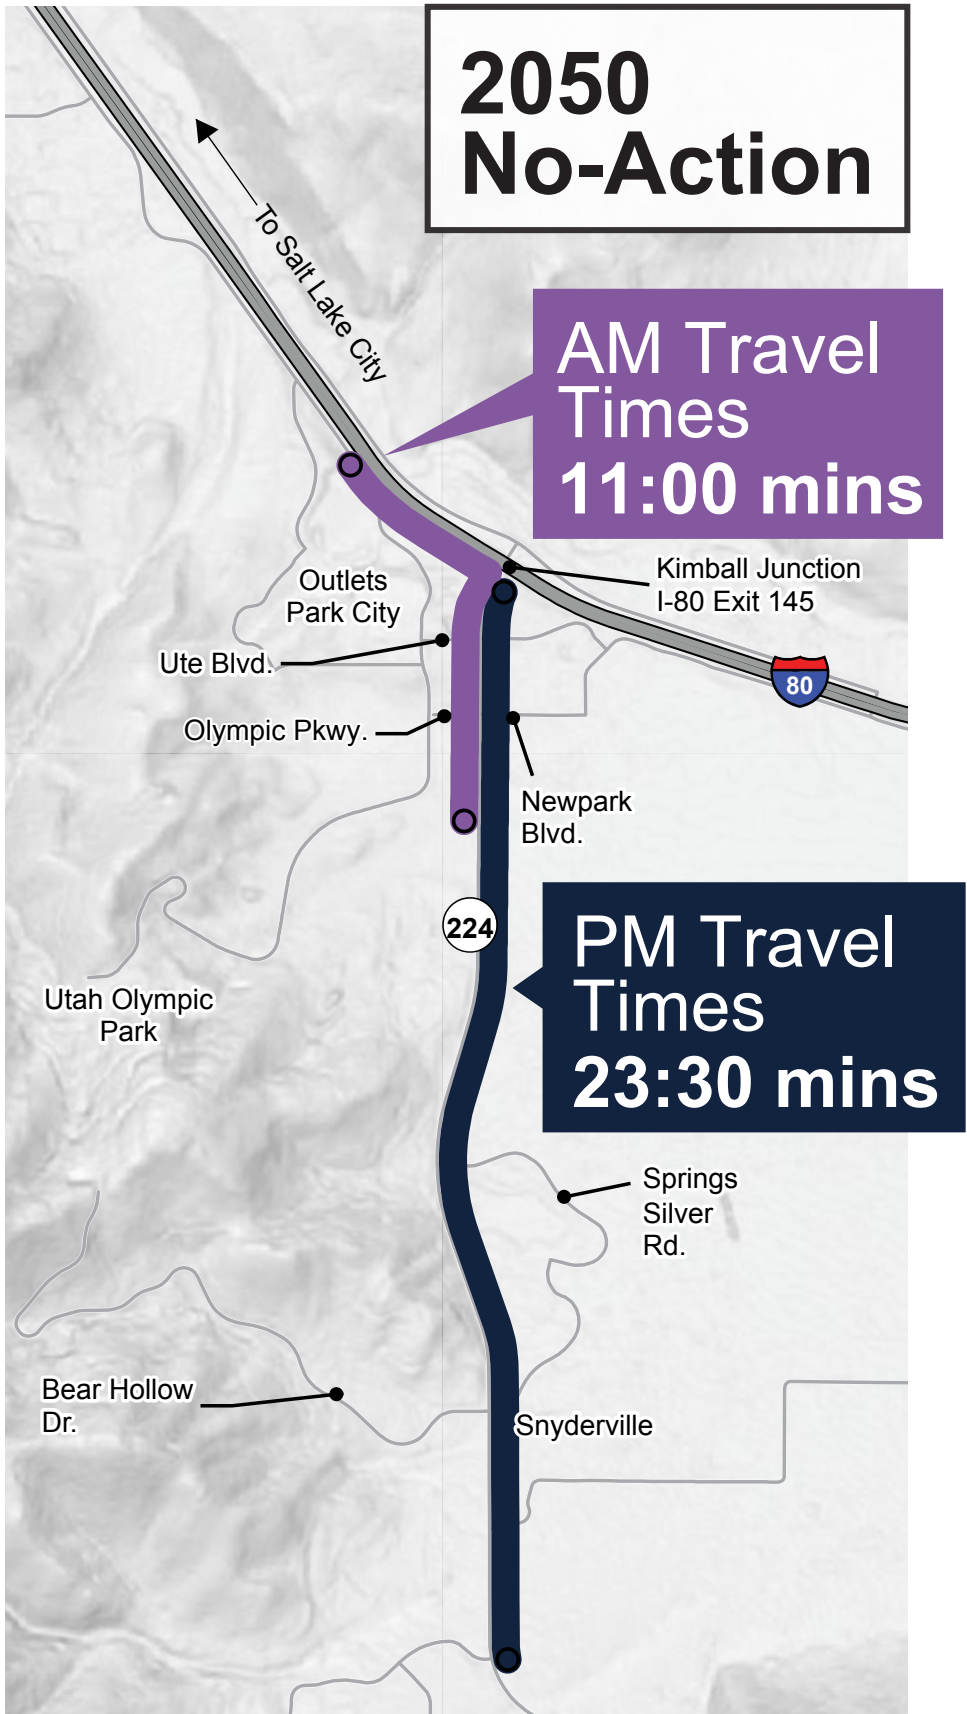 2050
No-Action
To Salt Lake City
AM Travel
Times
11:00 mins
Kimball Junction
I-80 Exit 145
Outlets
Park City
Ute Blvd.
80
Olympic Pkwy.
Newpark
Blvd.
224
PM Travel
Times
23:30 mins
Utah Olympic
Park
Springs
Silver
Rd.
Bear Hollow
Dr.
Snyderville